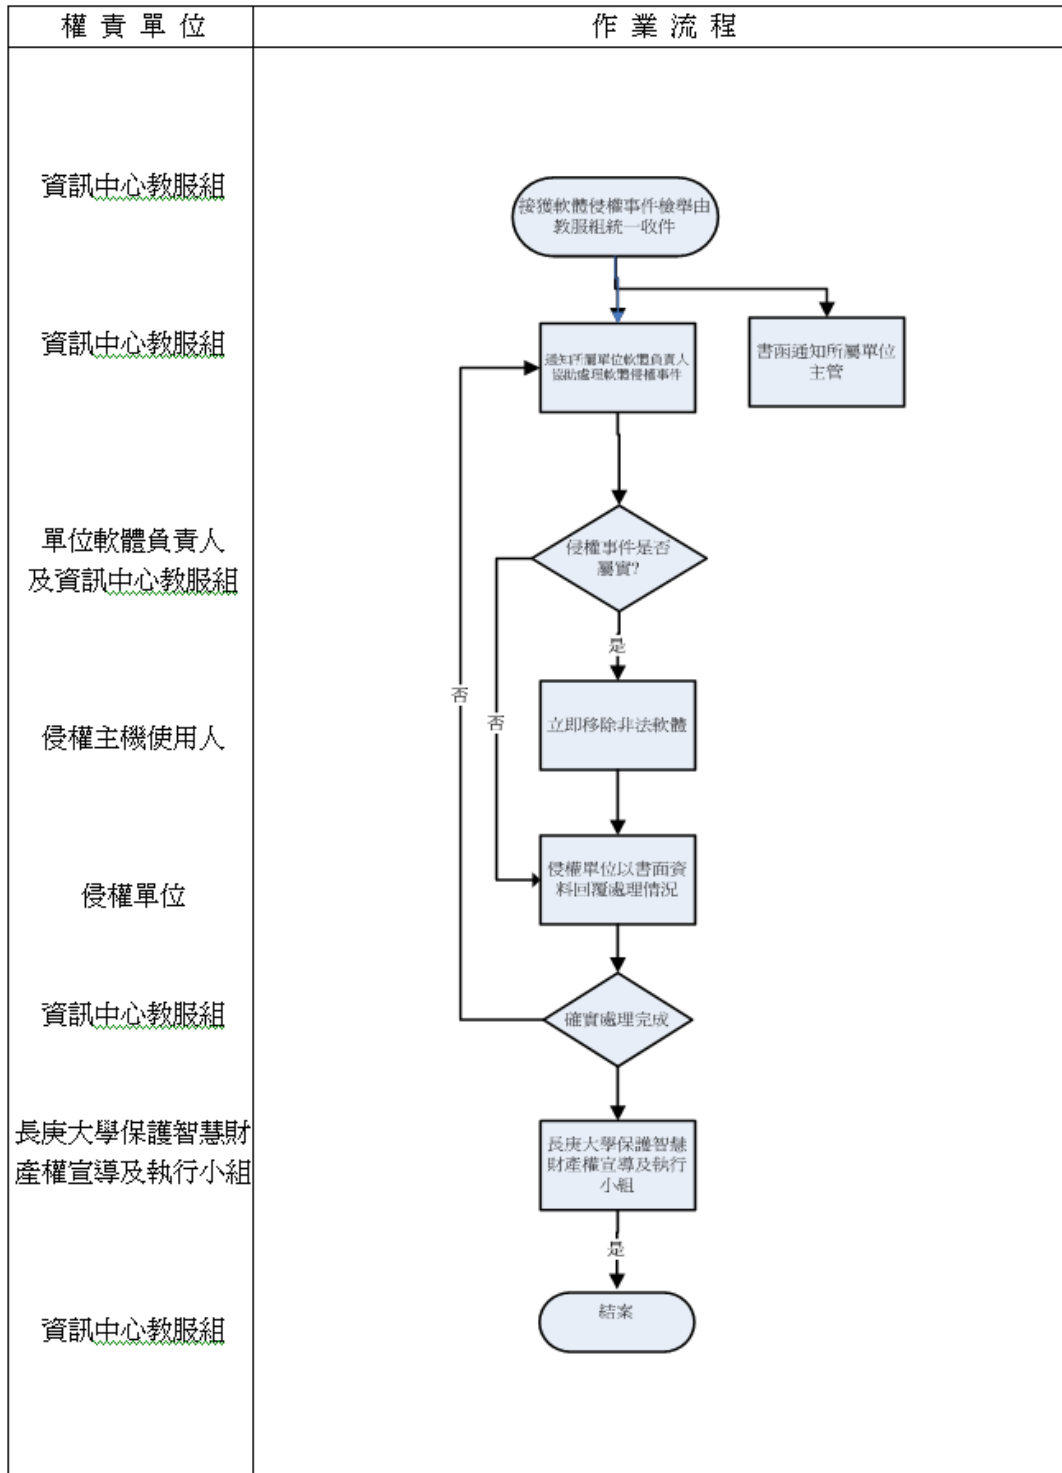 權 責 單 位
作 業 流 程
資訊中心教服組
接獲軟體侵權事件檢舉由
教服組統一收件
資訊中心教服組
通知所屬單位軟體負責人
協助處理軟體侵權事件
書函通知所屬單位
主管
單位軟體負責人
及資訊中心教服組
侵權事件是否
屬實?
是
否
否
侵權主機使用人
立即移除非法軟體
侵權單位
侵權單位以書面資
料回覆處理情況
資訊中心教服組
確實處理完成
長庚大學保護智慧財
產權宣導及執行小組
長庚大學保護智慧
財產權宣導及執行
小組
是
資訊中心教服組
結案